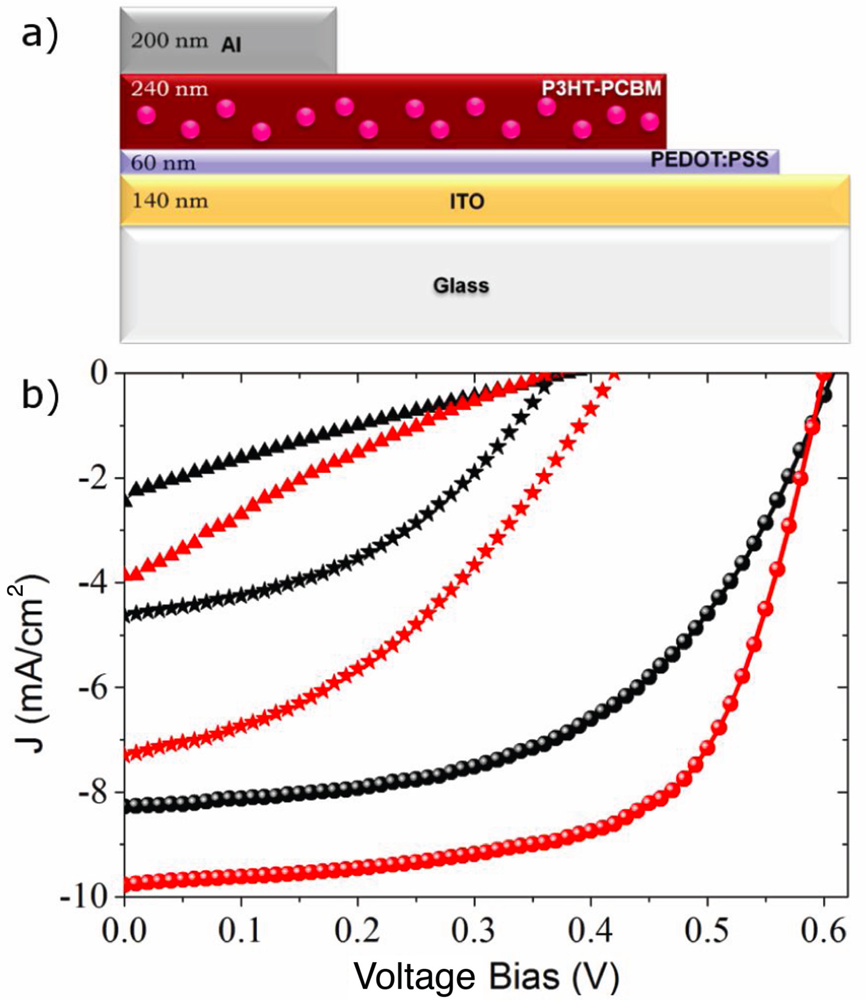 a)
200 nm Al
240 nm P3HT-PCBM
60 nm PEDOT:PSS
140 nm ITO
Glass
b)
0
-2
-4
-6
-8
-10
J (mA/cm²)
0.0 0.1 0.2 0.3 0.4 0.5 0.6
Voltage Bias (V)